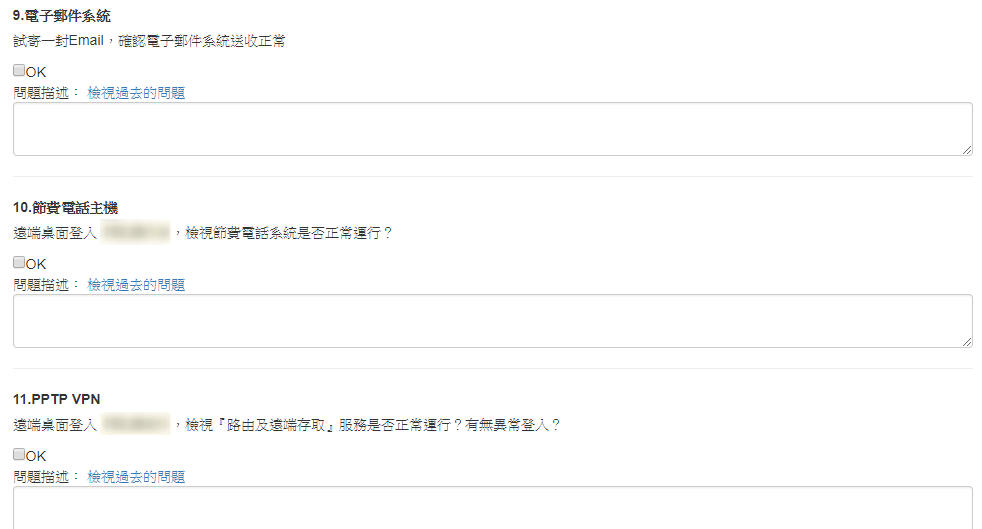 9.電子郵件系統
試寄一封Email，確認電子郵件系統送收正常
OK
問題描述： 檢視過去的問題
10.節費電話主機
遠端桌面登入 ，檢視節費電話系統是否正常運行？
OK
問題描述： 檢視過去的問題
11.PPTP VPN
遠端桌面登入 ，檢視『路由及遠端存取』服務是否正常運行？有無異常登入？
OK
問題描述： 檢視過去的問題